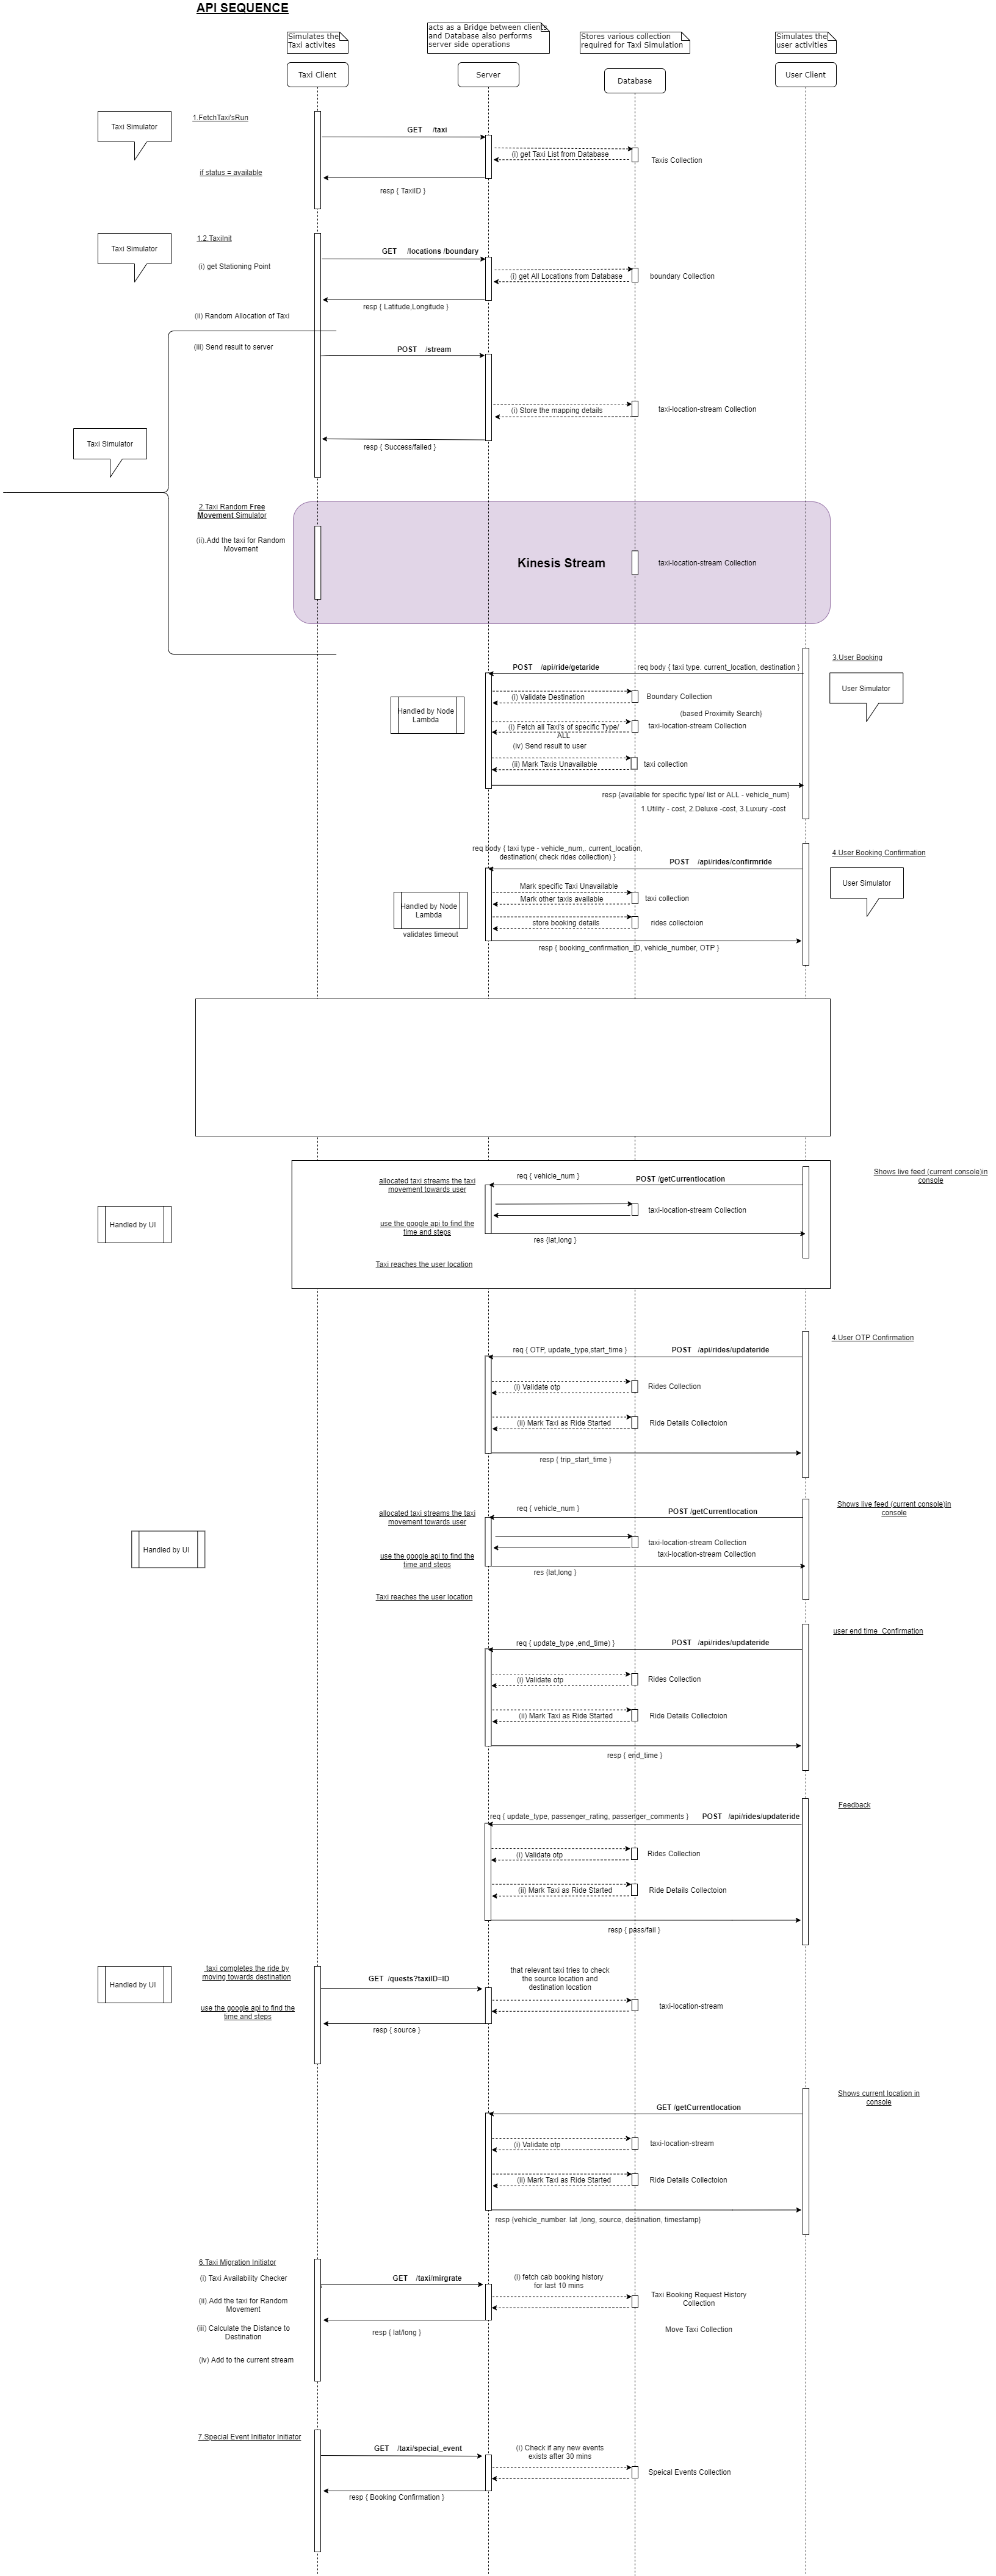 API SEQUENCE
Simulates the
Taxi activites
acts as a Bridge between clients
and Database also performs
server side operations
Stores various collection
required for Taxi Simulation
Simulates the
user activities
Taxi Client
Server
Database
User Client
Taxi Simulator
1.FetchTaxi'sRun
GET /taxi
(i) get Taxi List from Database
Taxis Collection
if status = available
resp { TaxiID }
Taxi Simulator
1.2.TaxiInit
GET /locations /boundary
(i) get Stationing Point
(i) get All Locations from Database
boundary Collection
resp { Latitude,Longitude }
(ii) Random Allocation of Taxi
(iii) Send result to server
POST /stream
(i) Store the mapping details
taxi-location-stream Collection
Taxi Simulator
resp { Success/failed }
2.Taxi Random Free
Movement Simulator
(ii).Add the taxi for Random
Movement
Kinesis Stream
taxi-location-stream Collection
3.User Booking
POST /api/ride/getaride
req body { taxi type. current_location, destination }
User Simulator
(i) Validate Destination
Boundary Collection
Handled by Node
Lambda
(based Proximity Search)
(i) Fetch all Taxi's of specific Type/
ALL
taxi-location-stream Collection
(iv) Send result to user
(ii) Mark Taxis Unavailable
taxi collection
resp {available for specific type/ list or ALL - vehicle_num}
1.Utility - cost, 2.Deluxe -cost, 3.Luxury -cost
req body { taxi type - vehicle_num,. current_location,
destination( check rides collection) }
POST /api/rides/confirmride
4.User Booking Confirmation
User Simulator
Mark specific Taxi Unavailable
Mark other taxis available
taxi collection
Handled by Node
Lambda
store booking details
rides collectoion
validates timeout
resp { booking_confirmation_ID, vehicle_number, OTP }
allocated taxi streams the taxi
movement towards user
req { vehicle_num }
POST /getCurrentlocation
Shows live feed (current console)in
console
taxi-location-stream Collection
Handled by UI
use the google api to find the
time and steps
res {lat,long }
Taxi reaches the user location
4.User OTP Confirmation
req { OTP, update_type,start_time }
POST /api/rides/updateride
(i) Validate otp
Rides Collection
(ii) Mark Taxi as Ride Started
Ride Details Collectoion
resp { trip_start_time }
allocated taxi streams the taxi
movement towards user
req { vehicle_num }
POST /getCurrentlocation
Shows live feed (current console)in
console
taxi-location-stream Collection
taxi-location-stream Collection
Handled by UI
use the google api to find the
time and steps
res {lat,long }
Taxi reaches the user location
user end time Confirmation
req { update_type ,end_time) }
POST /api/rides/updateride
(i) Validate otp
Rides Collection
(ii) Mark Taxi as Ride Started
Ride Details Collectoion
resp { end_time }
Feedback
req { update_type, passenger_rating, passenger_comments }
POST /api/rides/updateride
(i) Validate otp
Rides Collection
(ii) Mark Taxi as Ride Started
Ride Details Collectoion
resp { pass/fail }
Handled by UI
taxi completes the ride by
moving towards destination
GET /quests?taxiID=ID
that relevant taxi tries to check
the source location and
destination location
taxi-location-stream
use the google api to find the
time and steps
resp { source }
Shows current location in
console
GET /getCurrentlocation
(i) Validate otp
taxi-location-stream
(ii) Mark Taxi as Ride Started
Ride Details Collectoion
resp {vehicle_number. lat ,long, source, destination, timestamp}
6.Taxi Migration Initiator
(i) Taxi Availability Checker
GET /taxi/mirgrate
(i) fetch cab booking history
for last 10 mins
(ii).Add the taxi for Random
Movement
Taxi Booking Request History
Collection
(iii) Calculate the Distance to
Destination
resp { lat/long }
Move Taxi Collection
(iv) Add to the current stream
7.Special Event Initiator Initiator
GET /taxi/special_event
(i) Check if any new events
exists after 30 mins
Speical Events Collection
resp { Booking Confirmation }